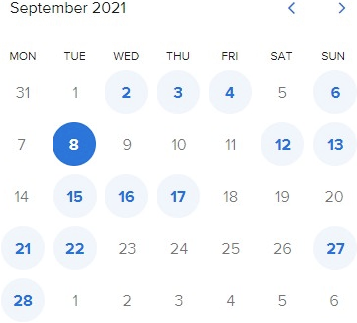 September 2021
MON TUE WED THU FRI SAT SUN
31 1 2 3 4 5 6
7 8 9 10 11 12 13
14 15 16 17 18 19 20
21 22 23 24 25 26 27
28 1 2 3 4 5 6